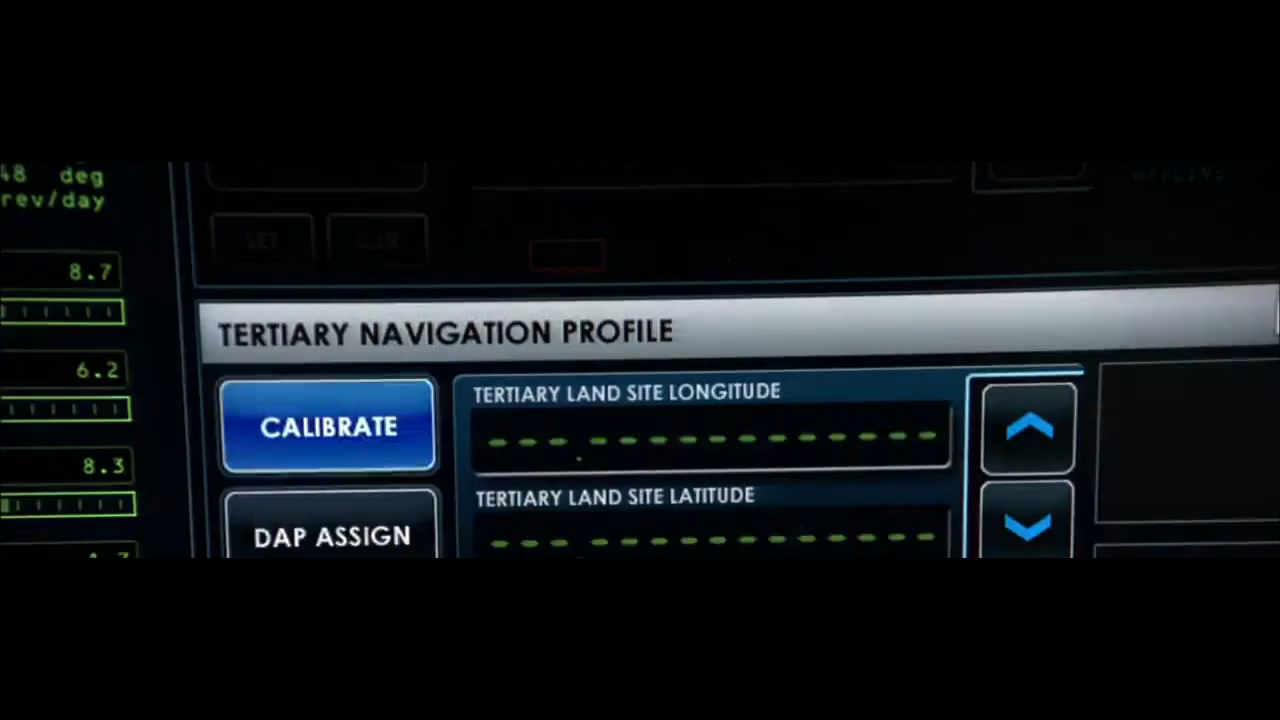 48 deg
rev/day
8.7
6.2
8.3
OFFLINE
TERTIARY NAVIGATION PROFILE
CALIBRATE
DAP ASSIGN
TERTIARY LAND SITE LONGITUDE
TERTIARY LAND SITE LATITUDE